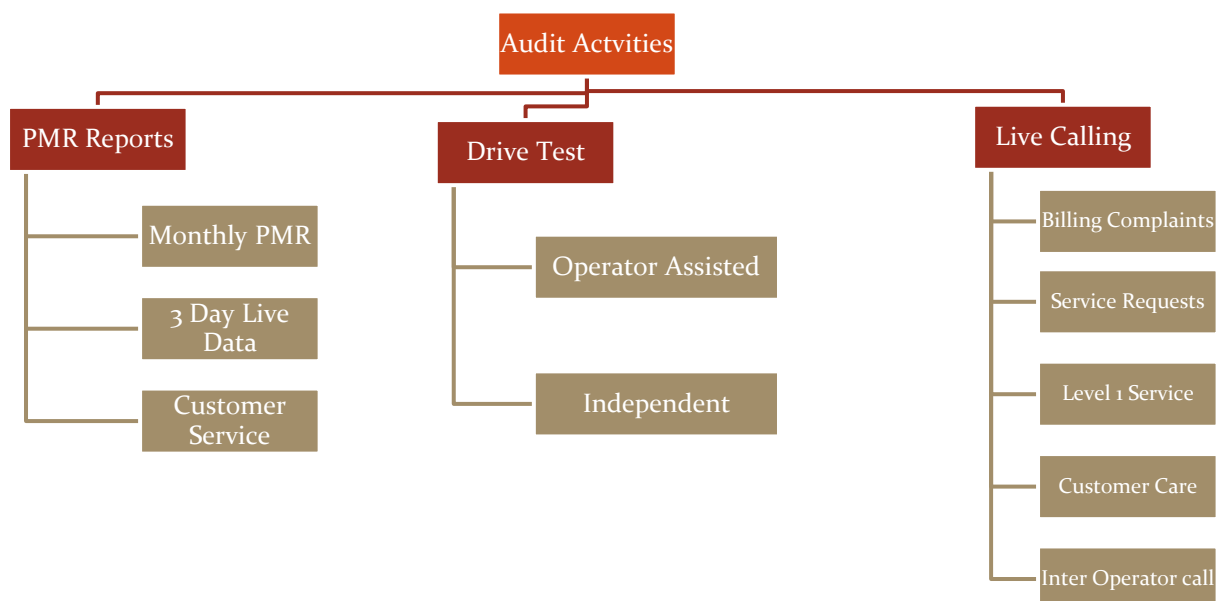 Audit Actvities
PMR Reports
Monthly PMR
3 Day Live
Data
Customer
Service
Drive Test
Operator Assisted
Independent
Live Calling
Billing Complaints
Service Requests
Level 1 Service
Customer Care
Inter Operator call